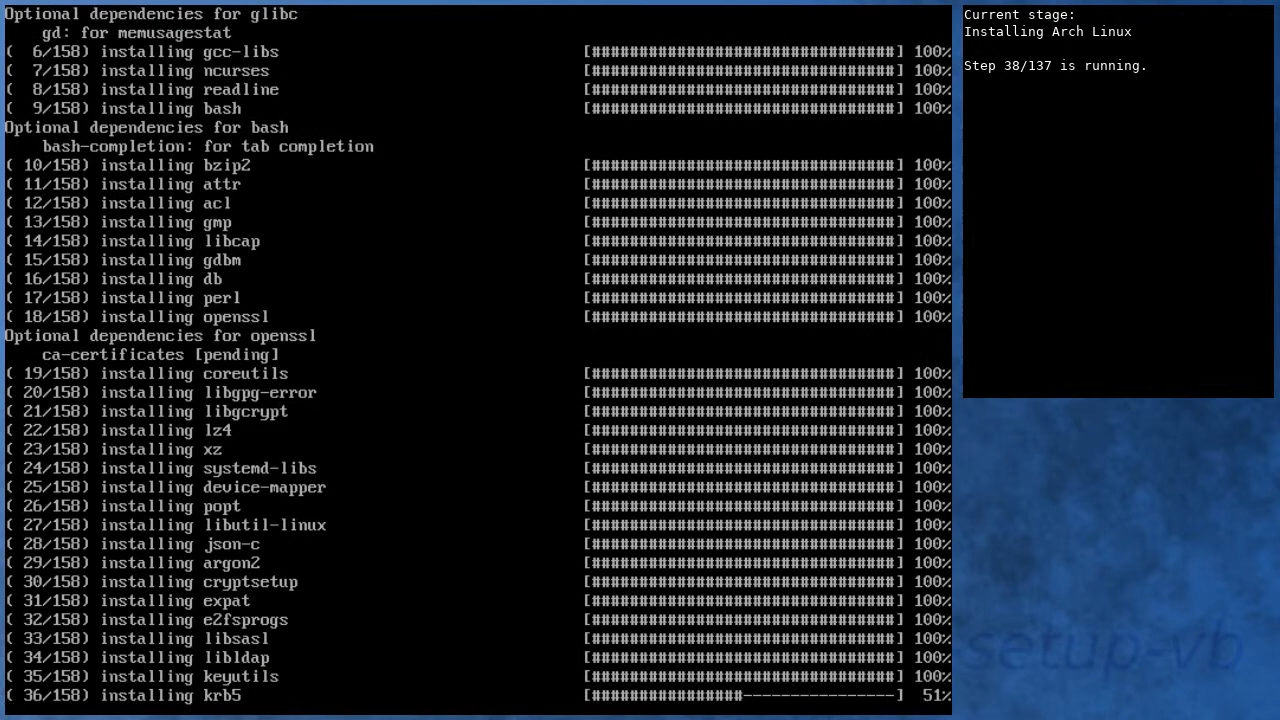 Optional dependencies for glibc
    gd: for memusagestat
(  6/158) installing gcc-libs [################################] 100%
(  7/158) installing ncurses [################################] 100%
(  8/158) installing readline [################################] 100%
(  9/158) installing bash [################################] 100%
Optional dependencies for bash
    bash-completion: for tab completion
( 10/158) installing bzip2 [################################] 100%
( 11/158) installing attr [################################] 100%
( 12/158) installing acl [################################] 100%
( 13/158) installing gmp [################################] 100%
( 14/158) installing libcap [################################] 100%
( 15/158) installing gdbm [################################] 100%
( 16/158) installing db [################################] 100%
( 17/158) installing perl [################################] 100%
( 18/158) installing openssl [################################] 100%
Optional dependencies for openssl
    ca-certificates [pending]
( 19/158) installing coreutils [################################] 100%
( 20/158) installing libgpg-error [################################] 100%
( 21/158) installing libgcrypt [################################] 100%
( 22/158) installing lz4 [################################] 100%
( 23/158) installing xz [################################] 100%
( 24/158) installing systemd-libs [################################] 100%
( 25/158) installing device-mapper [################################] 100%
( 26/158) installing popt [################################] 100%
( 27/158) installing libutil-linux [################################] 100%
( 28/158) installing json-c [################################] 100%
( 29/158) installing argon2 [################################] 100%
( 30/158) installing cryptsetup [################################] 100%
( 31/158) installing expat [################################] 100%
( 32/158) installing e2fsprogs [################################] 100%
( 33/158) installing libsasl [################################] 100%
( 34/158) installing libldap [################################] 100%
( 35/158) installing keyutils [################################] 100%
( 36/158) installing krb5 [################----------------] 51%
Current stage:
Installing Arch Linux
Step 38/137 is running.
setup-vb